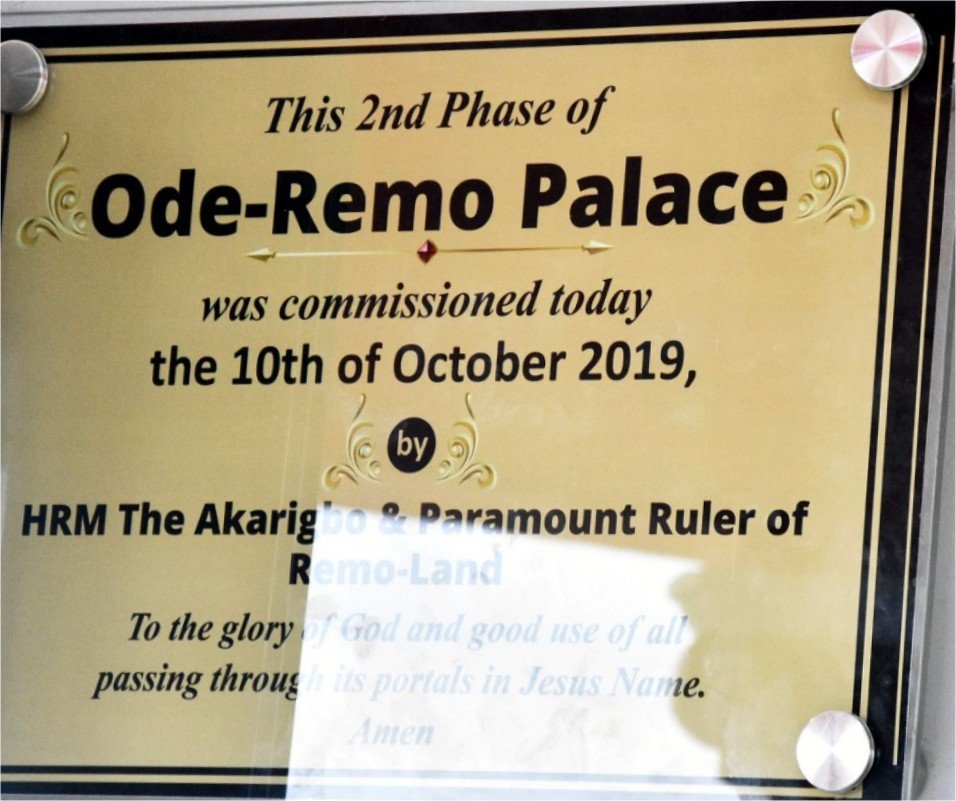 This 2nd Phase of
Ode-Remo Palace
was commissioned today
the 10th of October 2019,
by
HRM The Akarigbo & Paramount Ruler of
Remo-Land
To the glory of God and good use of all
passing through its portals in Jesus Name.
Amen